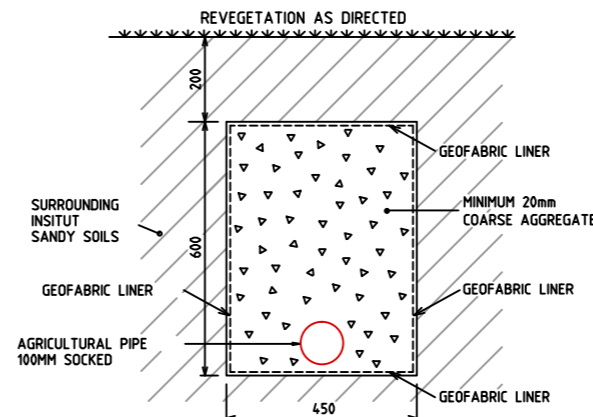 REVEGETATION AS DIRECTED
200
GEOFABRIC LINER
SURROUNDING
INSITUT
SANDY SOILS
600
MINIMUM 20mm
COARSE AGGREGATE
GEOFABRIC LINER
GEOFABRIC LINER
AGRICULTURAL PIPE
100MM SOCKED
GEOFABRIC LINER
450